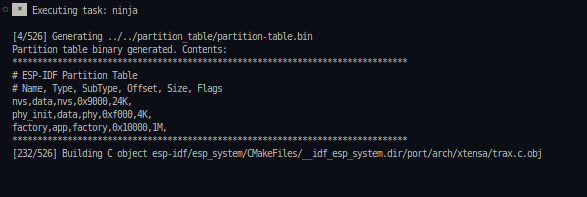 * Executing task: ninja
[4/526] Generating ../../partition_table/partition-table.bin
Partition table binary generated. Contents:
*******************************************************************************
# ESP-IDF Partition Table
# Name, Type, SubType, Offset, Size, Flags
nvs,data,nvs,0x9000,24K,
phy_init,data,phy,0xf000,4K,
factory,app,factory,0x10000,1M,
*******************************************************************************
[232/526] Building C object esp-idf/esp_system/CMakeFiles/__idf_esp_system.dir/port/arch/xtensa/trax.c.obj